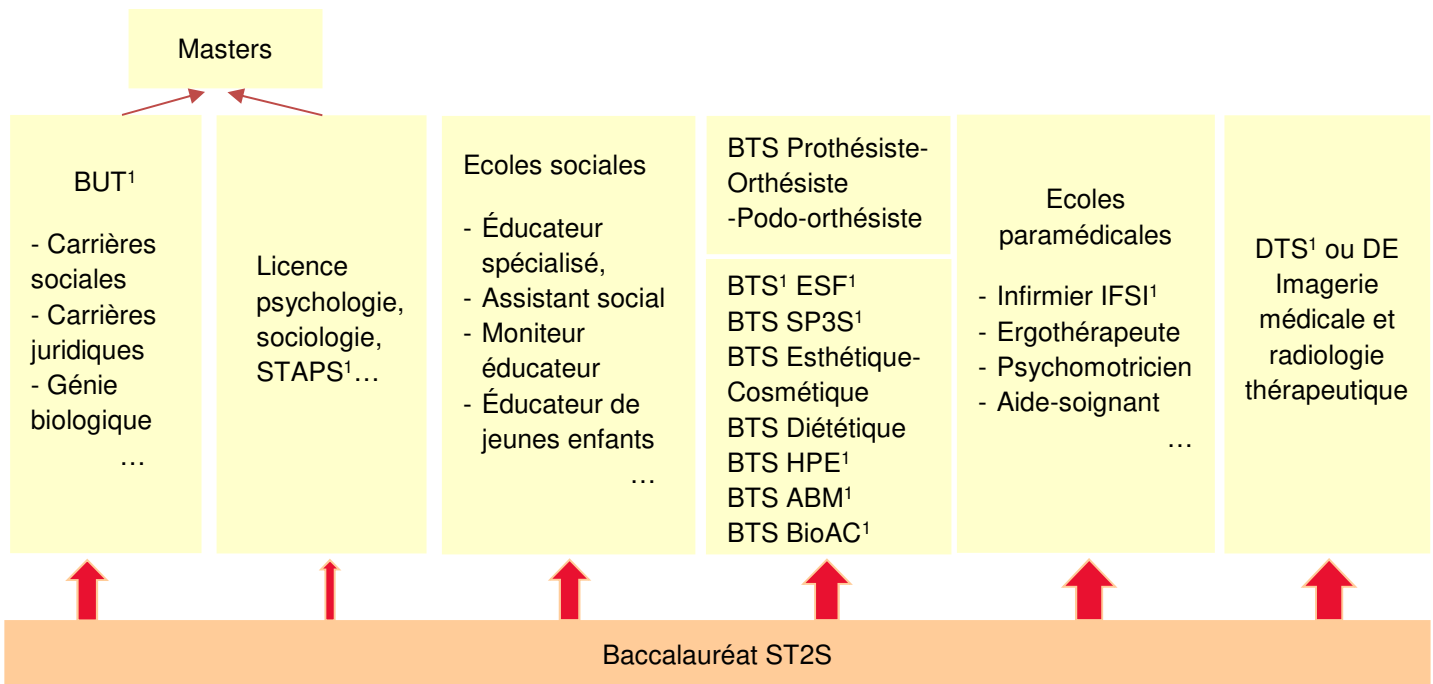 Masters
BUT¹
- Carrières
sociales
- Carrières
juridiques
- Génie
biologique
…
Licence
psychologie,
sociologie,
STAPS¹…
Ecoles sociales
- Éducateur
spécialisé,
- Assistant social
- Moniteur
éducateur
- Éducateur de
jeunes enfants
…
BTS Prothésiste-
Orthésiste
-Podo-orthésiste
BTS¹ ESF¹
BTS SP3S¹
BTS Esthétique-
Cosmétique
BTS Diététique
BTS HPE¹
BTS ABM¹
BTS BioAC¹
Ecoles
paramédicales
- Infirmier IFSI¹
- Ergothérapeute
- Psychomotricien
- Aide-soignant
…
DTS¹ ou DE
Imagerie
médicale et
radiologie
thérapeutique
Baccalauréat ST2S